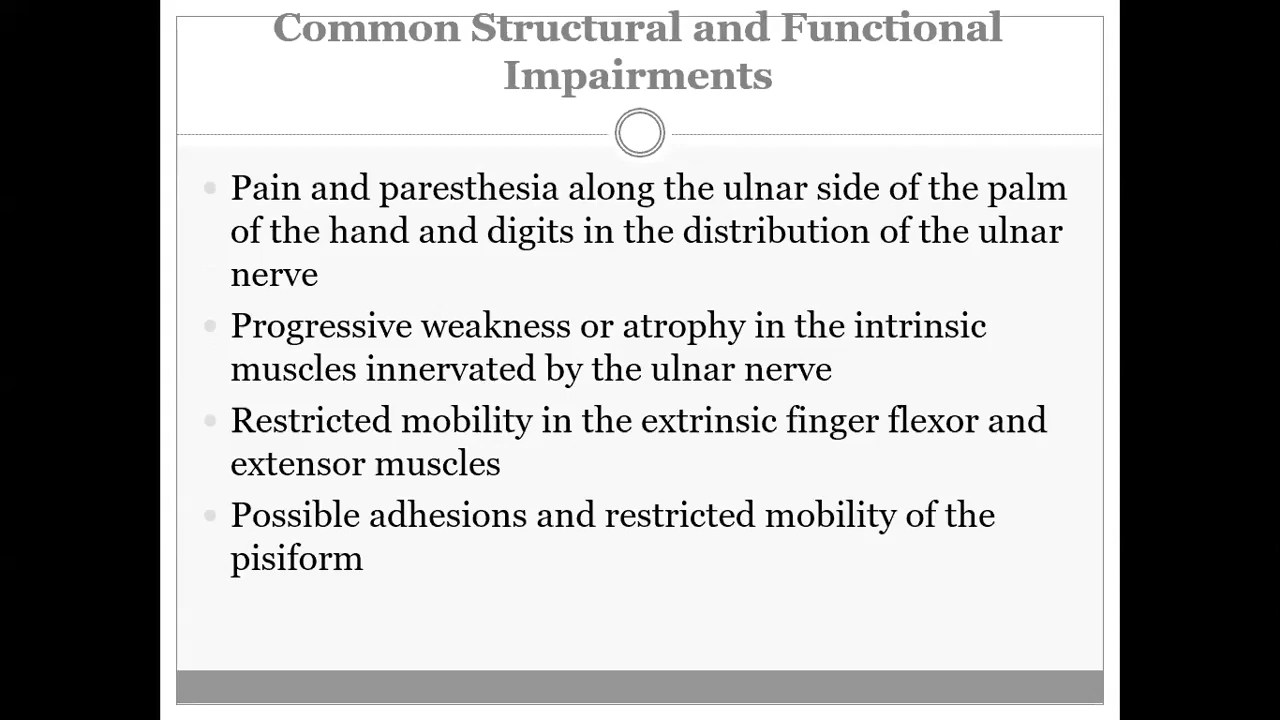 Common Structural and Functional
Impairments
Pain and paresthesia along the ulnar side of the palm
of the hand and digits in the distribution of the ulnar
nerve
Progressive weakness or atrophy in the intrinsic
muscles innervated by the ulnar nerve
Restricted mobility in the extrinsic finger flexor and
extensor muscles
Possible adhesions and restricted mobility of the
pisiform